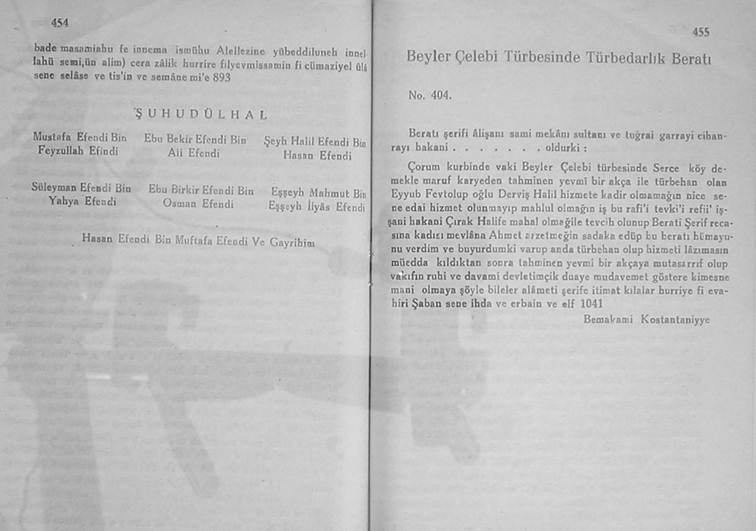 454
bade masamiahu fe innema ismühu Alellezine yübeddiluneh innel
lahü semi,ün alim) cera zâlik hurrire filyevmissamin fi cümaziyel ûlâ
sene selâse ve tis'in ve semâne mi'e 893
ŞUHUDÜLHAL
Mustafa Efendi Bin Ebu Bekir Efendi Bin Şeyh Halil Efendi Bin
Feyzullah Efindi Ali Efendi Hasan Efendi
Süleyman Efendi Bin Ebu Birkir Efendi Bin Eşşeyh Mahmut Bin
Yahya Efendi Osman Efendi Eşşeyh İlyâs Efendi
Hasan Efendi Bin Muftafa Efendi Ve Gayrihim
455
Beyler Çelebi Türbesinde Türbedarlık Beratı
No. 404.
Beratı şerifi âlişanı sami mekânı sultanı ve tuğrai garrayi cihan-
rayı hakani . . . . . . . oldurki :
Çorum kurbinde vaki Beyler Çelebi türbesinde Serce köy de-
mekle maruf karyeden tahminen yevmî bir akça ile türbehan olan
Eyyub Fevtolup oğlu Derviş Halil hizmete kadir olmamağın nice se-
ne edai hizmet olunmayıp mahlul olmağın iş bu rafi'i tevki'i refii' iş-
şani hakani Çırak Halife mahal olmağile tevcih olunup Berati Şerif reca-
sına kadısı mevlâna Ahmet arzetmeğin sadaka edüp bu beratı hümayu-
nu verdim ve buyurdumki varup anda türbehan olup hizmeti lâzımasın
müedda kıldıktan sonra tahminen yevmî bir akçaya mutasarrıf olup
vakıfın ruhi ve davami devletimçik duaye mudavemet göstere kimesne
mani olmaya şöyle bileler alâmeti şerife itimat kılalar hurriye fi eva-
hiri Şaban sene ihda ve erbain ve elf 1041
Bemakami Kostantaniyye